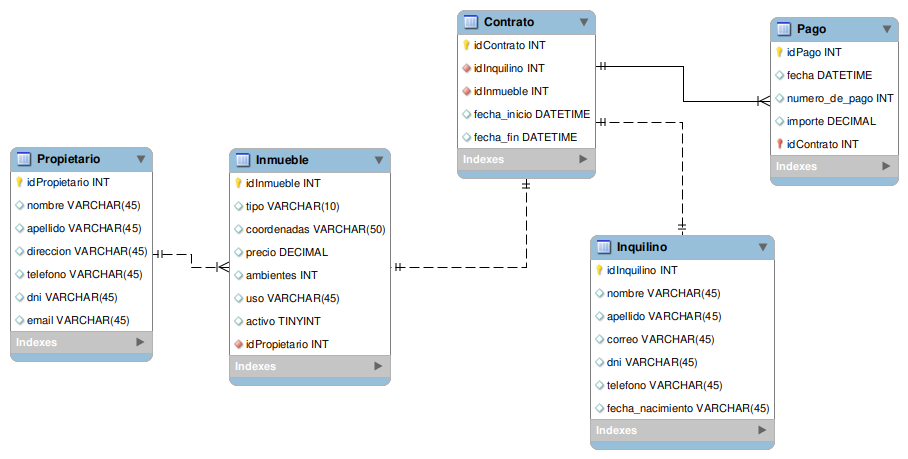 Contrato
idContrato INT
idInquilino INT
idInmueble INT
fecha_inicio DATETIME
fecha_fin DATETIME
Indexes
Pago
idPago INT
fecha DATETIME
numero_de_pago INT
importe DECIMAL
idContrato INT
Indexes
Propietario
idPropietario INT
nombre VARCHAR(45)
apellido VARCHAR(45)
direccion VARCHAR(45)
telefono VARCHAR(45)
dni VARCHAR(45)
email VARCHAR(45)
Indexes
Inmueble
idInmueble INT
tipo VARCHAR(10)
coordenadas VARCHAR(50)
precio DECIMAL
ambientes INT
uso VARCHAR(45)
activo TINYINT
idPropietario INT
Indexes
Inquilino
idInquilino INT
nombre VARCHAR(45)
apellido VARCHAR(45)
correo VARCHAR(45)
dni VARCHAR(45)
telefono VARCHAR(45)
fecha_nacimiento VARCHAR(45)
Indexes